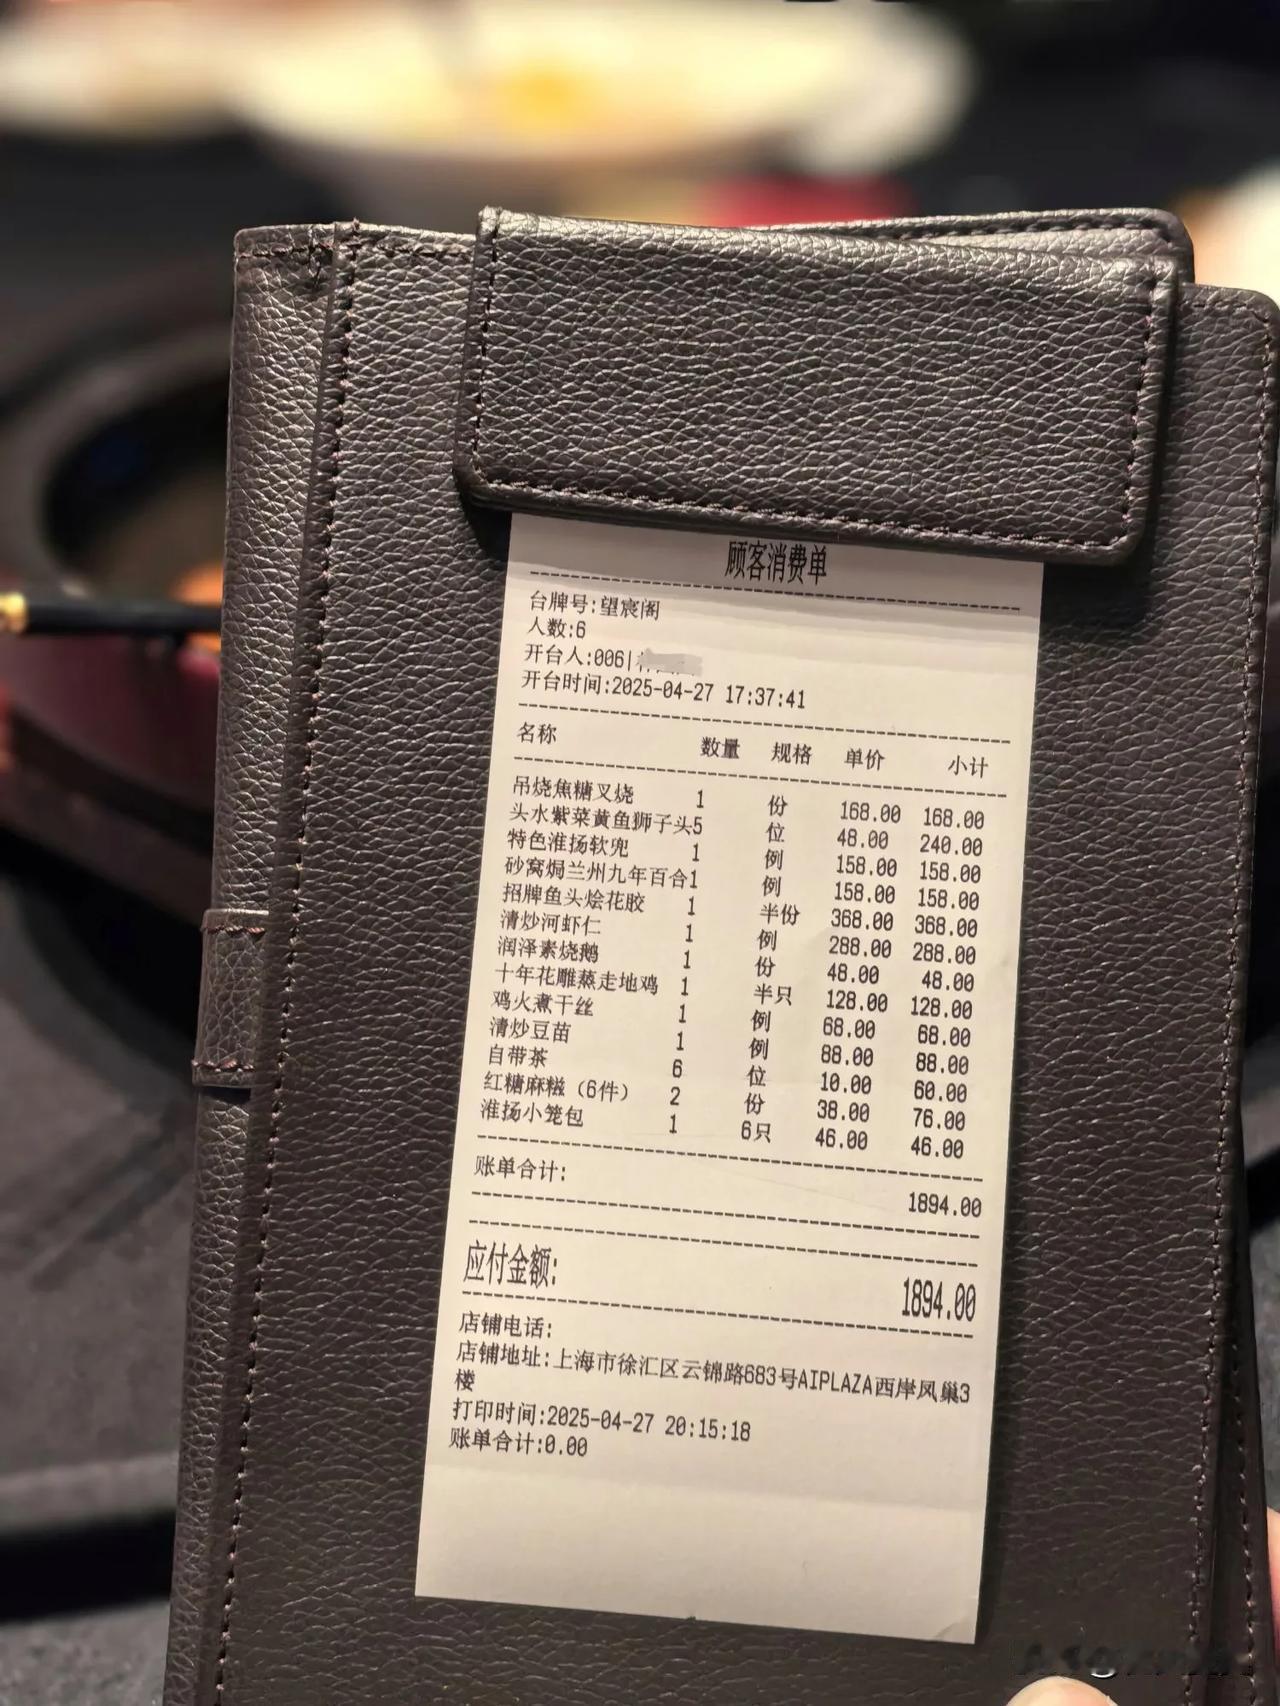 顾客消费单
台牌号:望宸阁
人数:6
开台人:006|
开台时间:2025-04-27 17:37:41
名称 数量 规格 单价 小计
吊烧焦糖叉烧 1 份 168.00 168.00
头水紫菜黄鱼狮子头5 位 48.00 240.00
特色淮扬软兜 1 例 158.00 158.00
砂窝焗兰州九年百合1 例 158.00 158.00
招牌鱼头烩花胶 1 半份 368.00 368.00
清炒河虾仁 1 例 288.00 288.00
润泽素烧鹅 1 份 48.00 48.00
十年花雕蒸走地鸡 1 半只 128.00 128.00
鸡火煮干丝 1 例 68.00 68.00
清炒豆苗 1 例 88.00 88.00
自带茶 6 位 10.00 60.00
红糖麻糍（6件） 2 份 38.00 76.00
淮扬小笼包 1 6只 46.00 46.00
账单合计: 1894.00
应付金额: 1894.00
店铺电话:
店铺地址:上海市徐汇区云锦路683号AIPLAZA西岸凤巢3
楼
打印时间:2025-04-27 20:15:18
账单合计:0.00